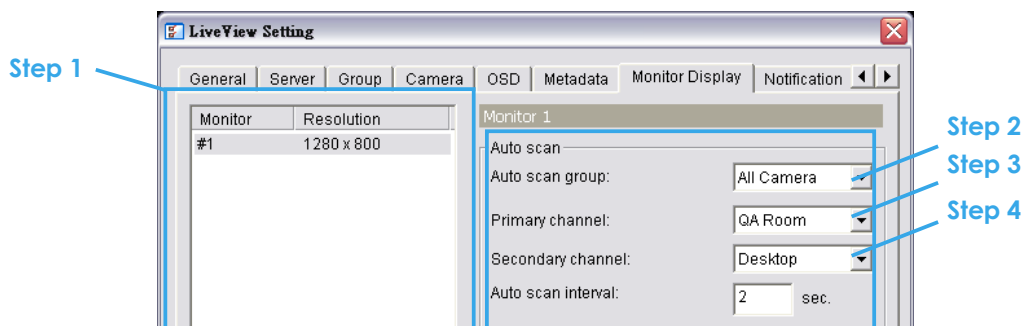 LiveView Setting
Step 1
General Server Group Camera OSD Metadata Monitor Display Notification
Monitor Resolution
#1 1280 x 800
Monitor 1
Auto scan
Auto scan group: All Camera
Step 2
Primary channel: QA Room
Step 3
Secondary channel: Desktop
Step 4
Auto scan interval: 2 sec.